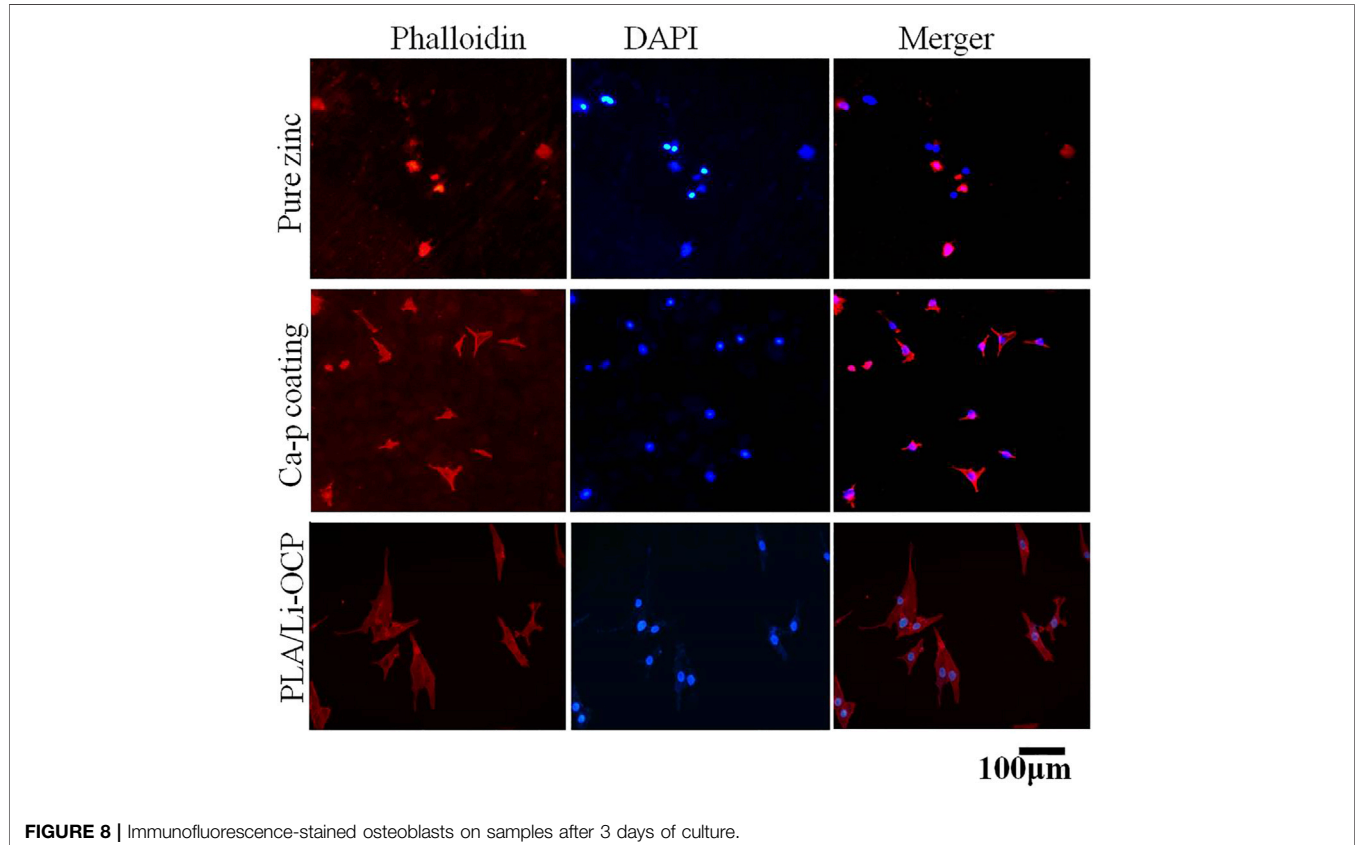 Phalloidin DAPI Merger
Pure zinc
Ca-p coating
PLA/Li-OCP
100μm
FIGURE 8 | Immunofluorescence-stained osteoblasts on samples after 3 days of culture.